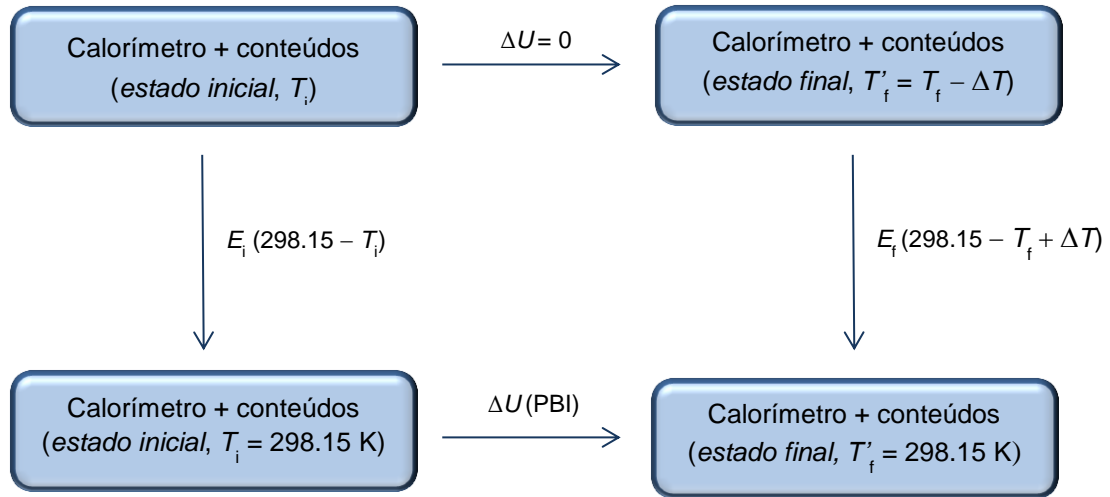 Calorímetro + conteúdos
(estado inicial, Tᵢ)
ΔU = 0
Calorímetro + conteúdos
(estado final, T'f = Tf − ΔT)
Eᵢ (298.15 − Tᵢ)
Ef (298.15 − Tf + ΔT)
Calorímetro + conteúdos
(estado inicial, Tᵢ = 298.15 K)
ΔU (PBI)
Calorímetro + conteúdos
(estado final, T'f = 298.15 K)